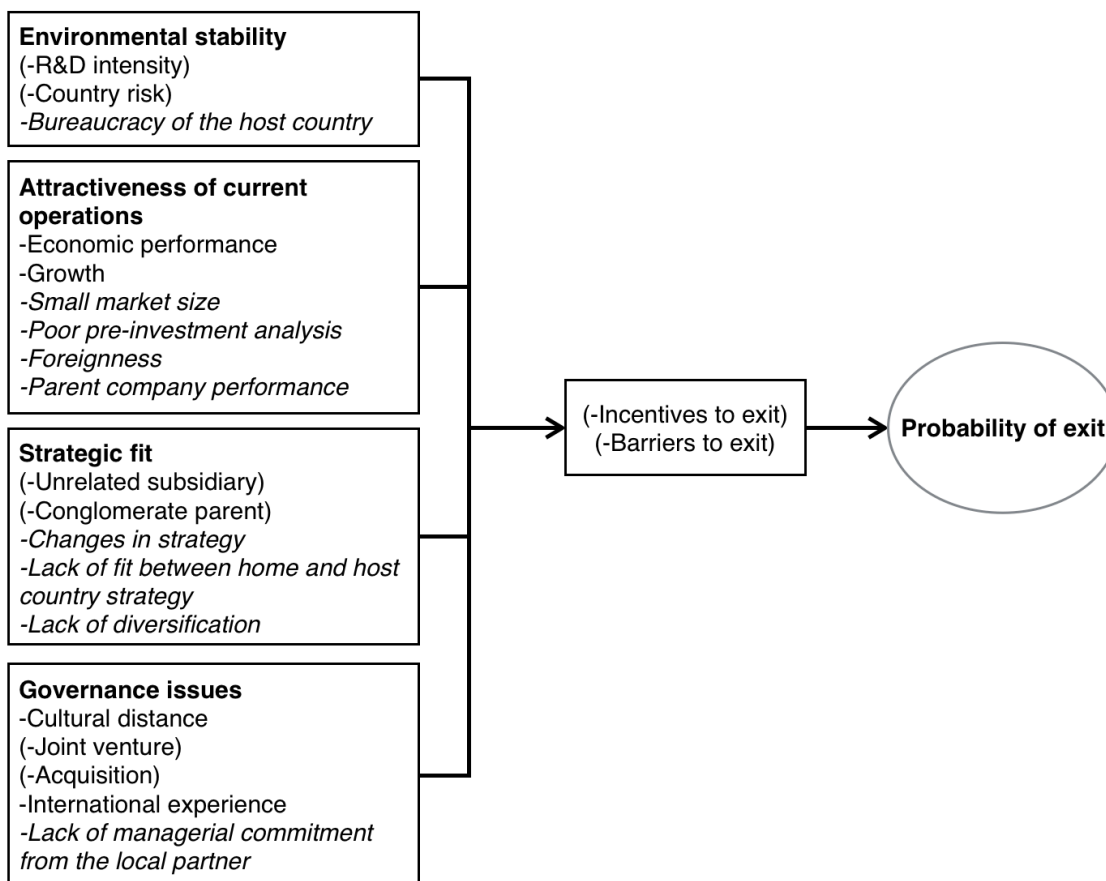 Environmental stability
(-R&D intensity)
(-Country risk)
-Bureaucracy of the host country
Attractiveness of current
operations
-Economic performance
-Growth
-Small market size
-Poor pre-investment analysis
-Foreignness
-Parent company performance
Strategic fit
(-Unrelated subsidiary)
(-Conglomerate parent)
-Changes in strategy
-Lack of fit between home and host
country strategy
-Lack of diversification
Governance issues
-Cultural distance
(-Joint venture)
(-Acquisition)
-International experience
-Lack of managerial commitment
from the local partner
(-Incentives to exit)
(-Barriers to exit)
Probability of exit